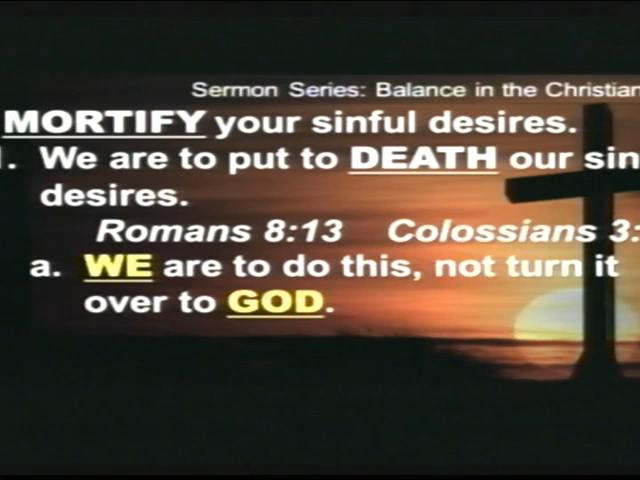 Sermon Series: Balance in the Christian
MORTIFY your sinful desires.
1. We are to put to DEATH our sin
desires.
Romans 8:13 Colossians 3:
a. WE are to do this, not turn it
over to GOD.